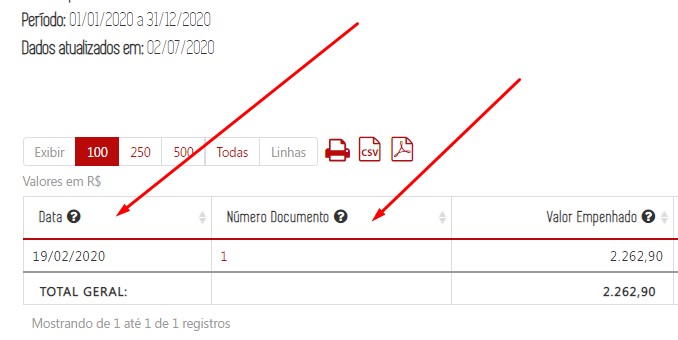 Período: 01/01/2020 a 31/12/2020
Dados atualizados em: 02/07/2020
Exibir 100 250 500 Todas Linhas CSV
Valores em R$
Data ? Número Documento ? Valor Empenhado ?
19/02/2020 1 2.262,90
TOTAL GERAL: 2.262,90
Mostrando de 1 até 1 de 1 registros